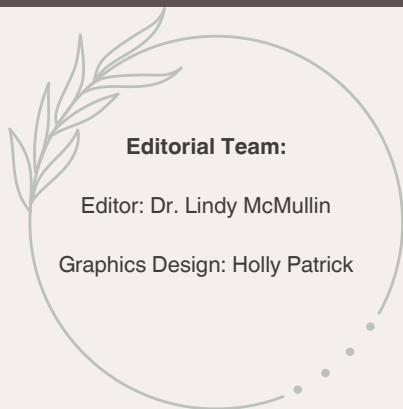 Editorial Team:
Editor: Dr. Lindy McMullin
Graphics Design: Holly Patrick